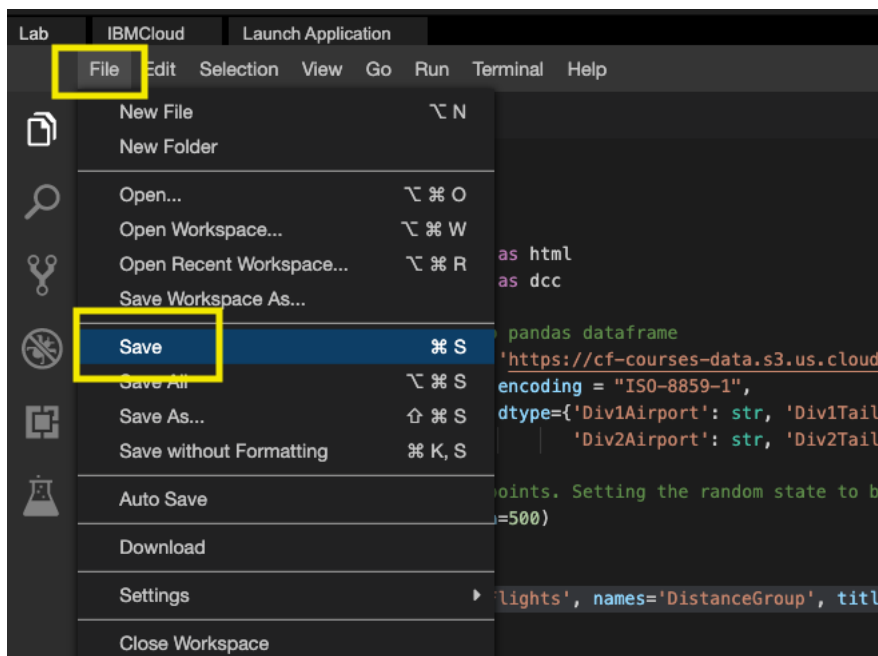 Lab IBMCloud Launch Application
File Edit Selection View Go Run Terminal Help
New File ⌥ N
New Folder
Open... ⌥ ⌘ O
Open Workspace... ⌥ ⌘ W
Open Recent Workspace... ⌥ ⌘ R
Save Workspace As...
Save ⌘ S
Save All ⌥ ⌘ S
Save As... ⇧ ⌘ S
Save without Formatting ⌘ K, S
Auto Save
Download
Settings
Close Workspace
as html
as dcc
pandas dataframe
'https://cf-courses-data.s3.us.cloud
encoding = "ISO-8859-1",
dtype={'Div1Airport': str, 'Div1Tail
'Div2Airport': str, 'Div2Tail
oints. Setting the random state to b
=500)
lights', names='DistanceGroup', titl